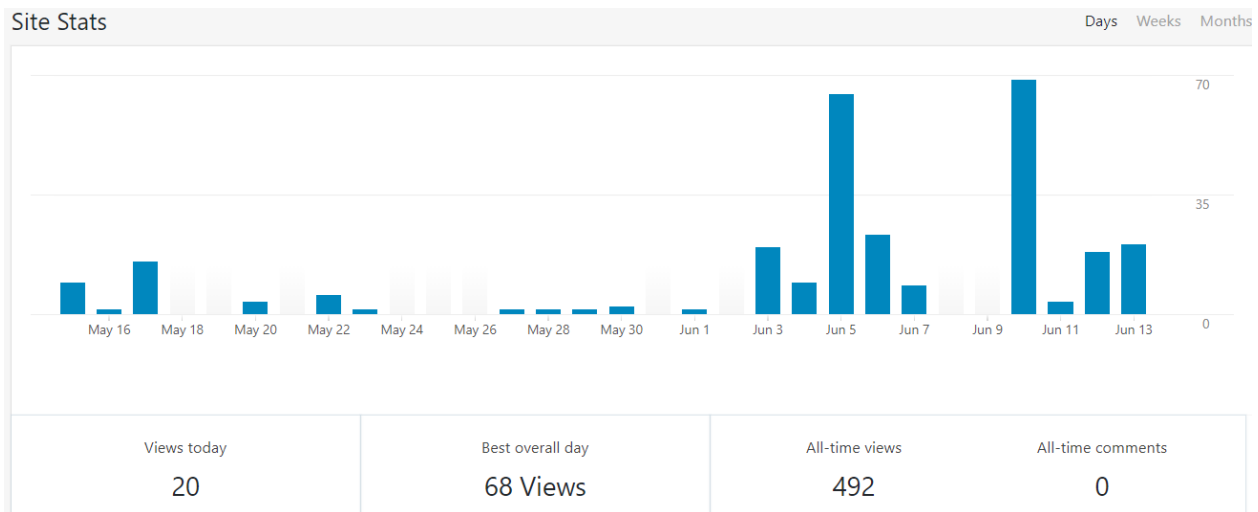 Site Stats
Days Weeks Months
70
35
0
May 16 May 18 May 20 May 22 May 24 May 26 May 28 May 30 Jun 1 Jun 3 Jun 5 Jun 7 Jun 9 Jun 11 Jun 13
Views today
20
Best overall day
68 Views
All-time views
492
All-time comments
0